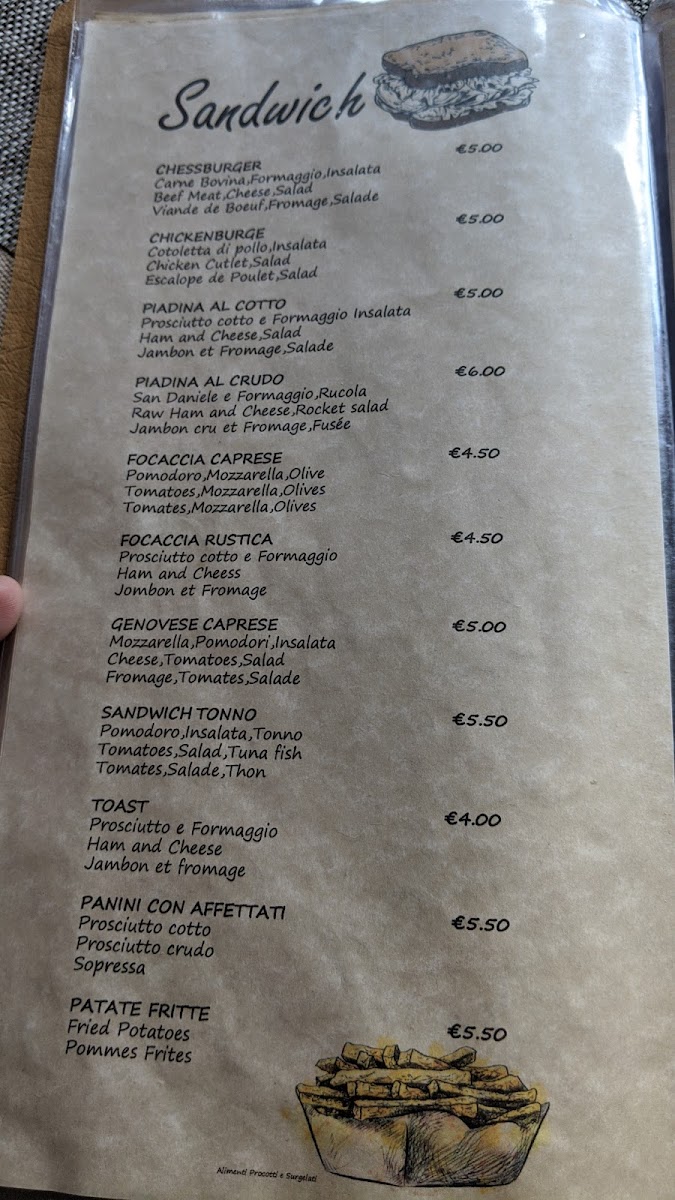 Sandwich
€5.00
CHESSBURGER
Carne Bovina,Formaggio,Insalata
Beef Meat,Cheese,Salad
Viande de Boeuf,Fromage,Salade
€5.00
CHICKENBURGE
Cotoletta di pollo,Insalata
Chicken Cutlet,Salad
Escalope de Poulet,Salad
€5.00
PIADINA AL COTTO
Prosciutto cotto e Formaggio Insalata
Ham and Cheese,Salad
Jambon et Fromage,Salade
€6.00
PIADINA AL CRUDO
San Daniele e Formaggio,Rucola
Raw Ham and Cheese,Rocket salad
Jambon cru et Fromage,Fusée
FOCACCIA CAPRESE €4.50
Pomodoro,Mozzarella,Olive
Tomatoes,Mozzarella,Olives
Tomates,Mozzarella,Olives
FOCACCIA RUSTICA €4.50
Prosciutto cotto e Formaggio
Ham and Cheess
Jombon et Fromage
GENOVESE CAPRESE €5.00
Mozzarella,Pomodori,Insalata
Cheese,Tomatoes,Salad
Fromage,Tomates,Salade
SANDWICH TONNO €5.50
Pomodoro,Insalata,Tonno
Tomatoes,Salad,Tuna fish
Tomates,Salade,Thon
TOAST €4.00
Prosciutto e Formaggio
Ham and Cheese
Jambon et fromage
PANINI CON AFFETTATI €5.50
Prosciutto cotto
Prosciutto crudo
Sopressa
PATATE FRITTE
Fried Potatoes €5.50
Pommes Frites
Alimenti Procotti e Surgelati